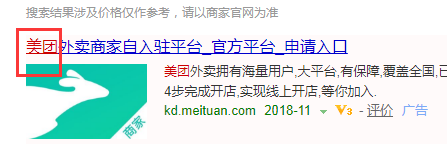 搜索结果涉及价格仅作参考，请以商家官网为准
美团外卖商家自入驻平台_官方平台_申请入口
美团外卖拥有海量用户,大平台,有保障,覆盖全国,已
4步完成开店,实现线上开店,等你加入.
商家
kd.meituan.com 2018-11 V3 - 评价 广告